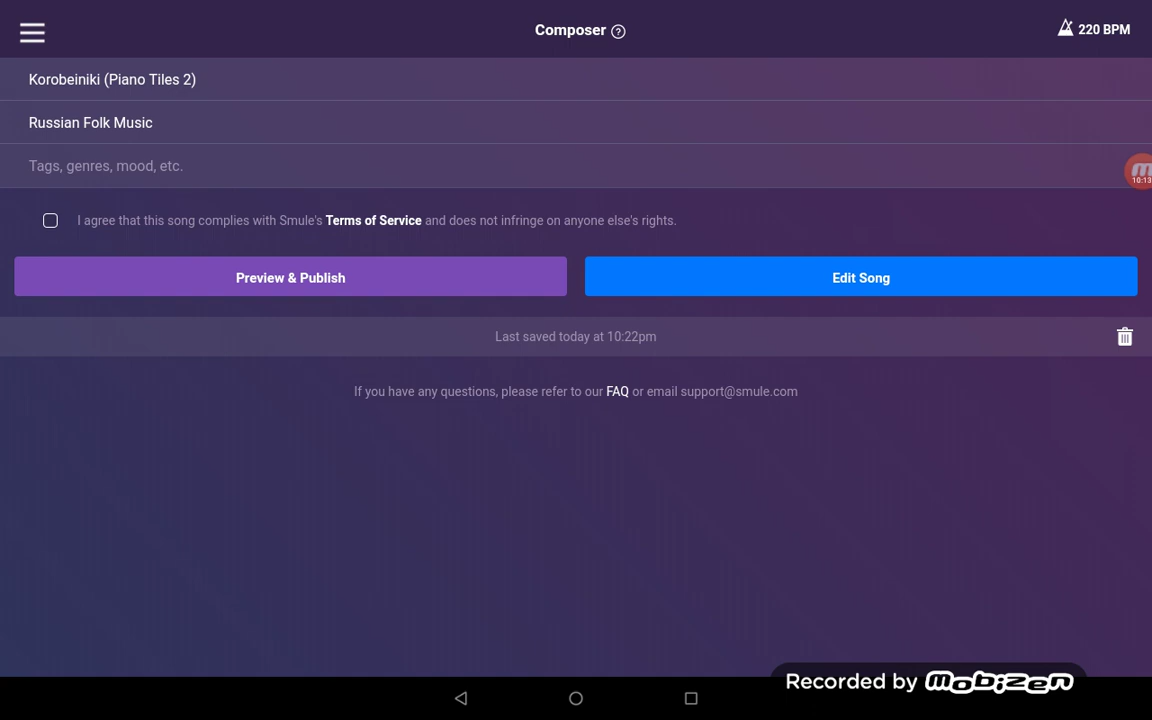 Composer ?
220 BPM
Korobeiniki (Piano Tiles 2)
Russian Folk Music
Tags, genres, mood, etc.
10:13
I agree that this song complies with Smule's Terms of Service and does not infringe on anyone else's rights.
Preview & Publish
Edit Song
Last saved today at 10:22pm
If you have any questions, please refer to our FAQ or email support@smule.com
Recorded by mobizen